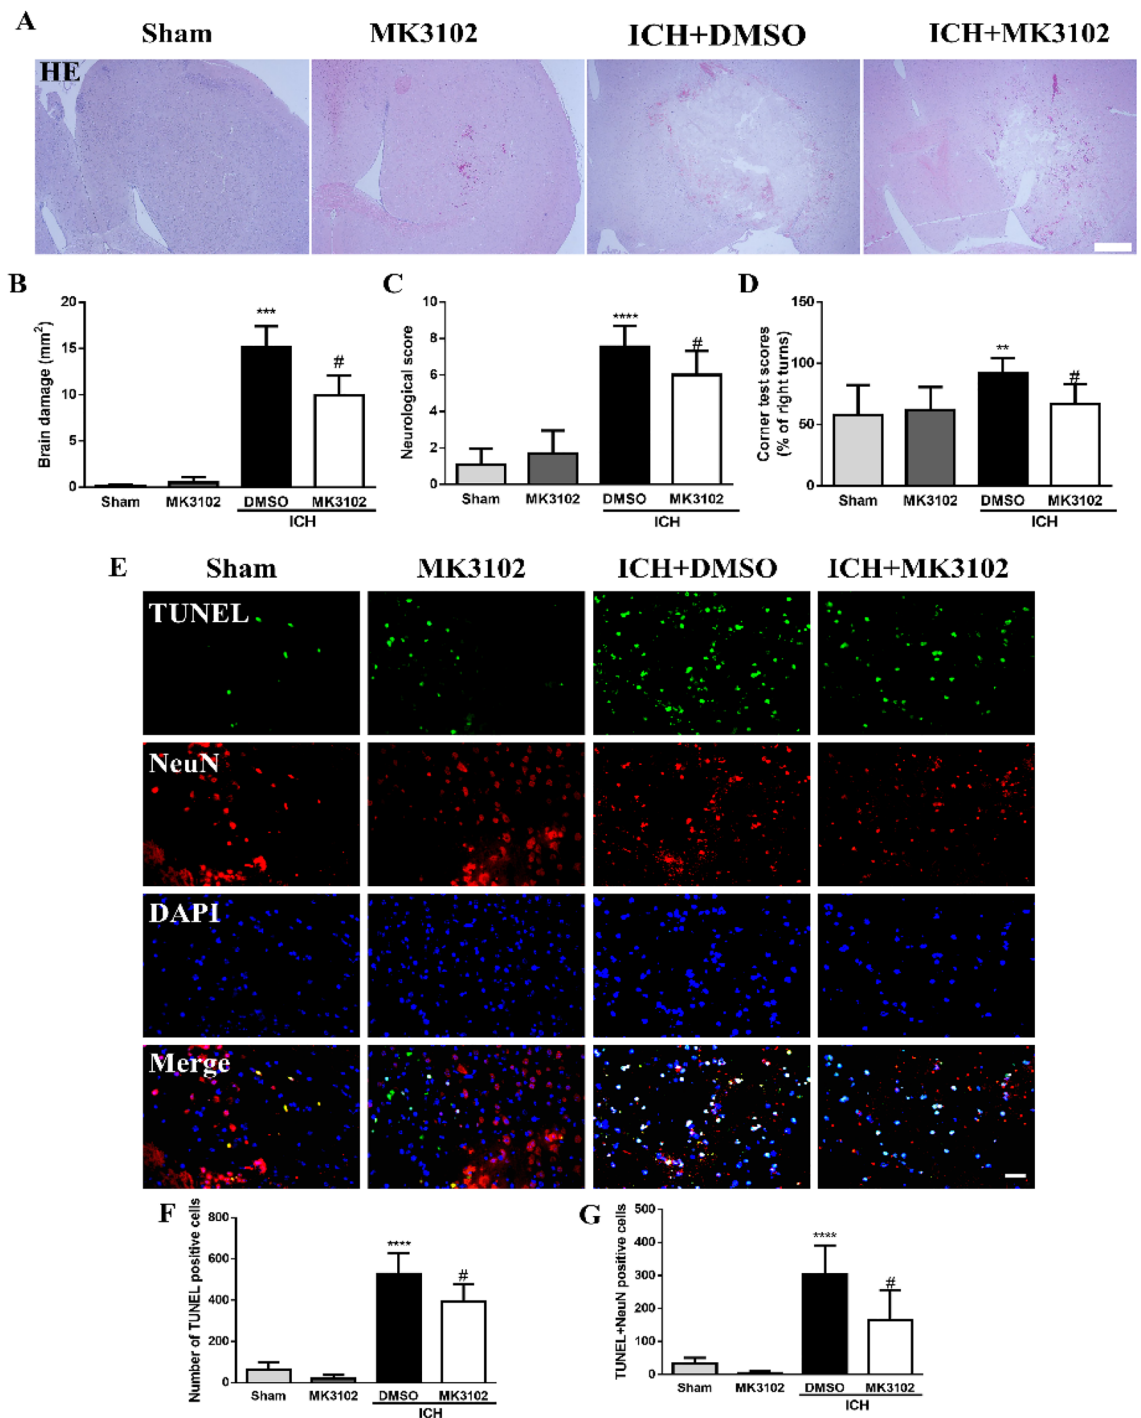 A
Sham
MK3102
ICH+DMSO
ICH+MK3102
HE
B
Brain damage (mm²)
20
15
10
5
0
***
#
Sham
MK3102
DMSO
MK3102
ICH
C
Neurological score
10
8
6
4
2
0
****
#
Sham
MK3102
DMSO
MK3102
ICH
D
Corner test scores
(% of right turns)
150
100
50
0
**
#
Sham
MK3102
DMSO
MK3102
ICH
E
Sham
MK3102
ICH+DMSO
ICH+MK3102
TUNEL
NeuN
DAPI
Merge
F
Number of TUNEL positive cells
800
600
400
200
0
****
#
Sham
MK3102
DMSO
MK3102
ICH
G
TUNEL+NeuN positive cells
500
400
300
200
100
0
****
#
Sham
MK3102
DMSO
MK3102
ICH